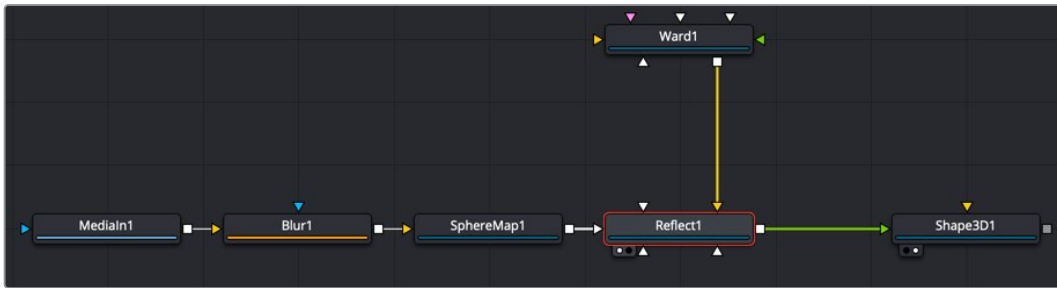 Ward1
MediaIn1
Blur1
SphereMap1
Reflect1
Shape3D1